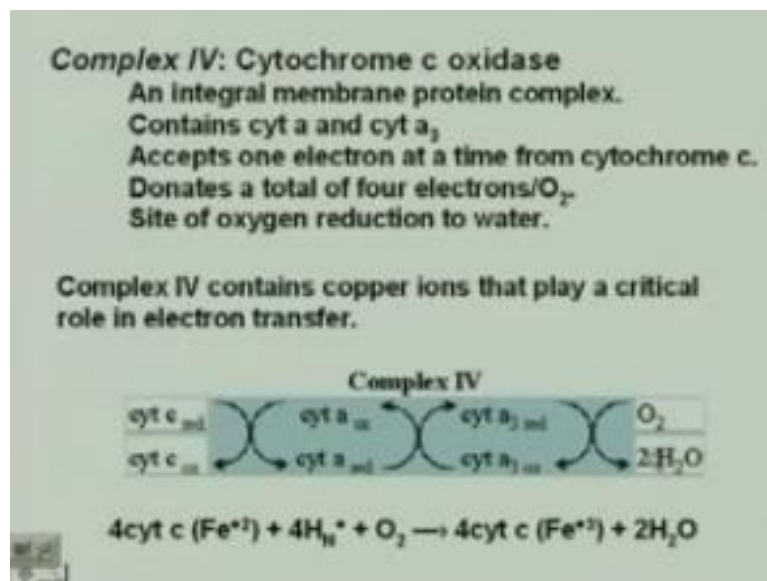 Complex IV: Cytochrome c oxidase
An integral membrane protein complex.
Contains cyt a and cyt a₃
Accepts one electron at a time from cytochrome c.
Donates a total of four electrons/O₂.
Site of oxygen reduction to water.
Complex IV contains copper ions that play a critical
role in electron transfer.
Complex IV
cyt c red cyt a ox cyt a₃ red O₂
cyt c ox cyt a red cyt a₃ ox 2H₂O
4cyt c (Fe⁺²) + 4H_N⁺ + O₂ → 4cyt c (Fe⁺³) + 2H₂O